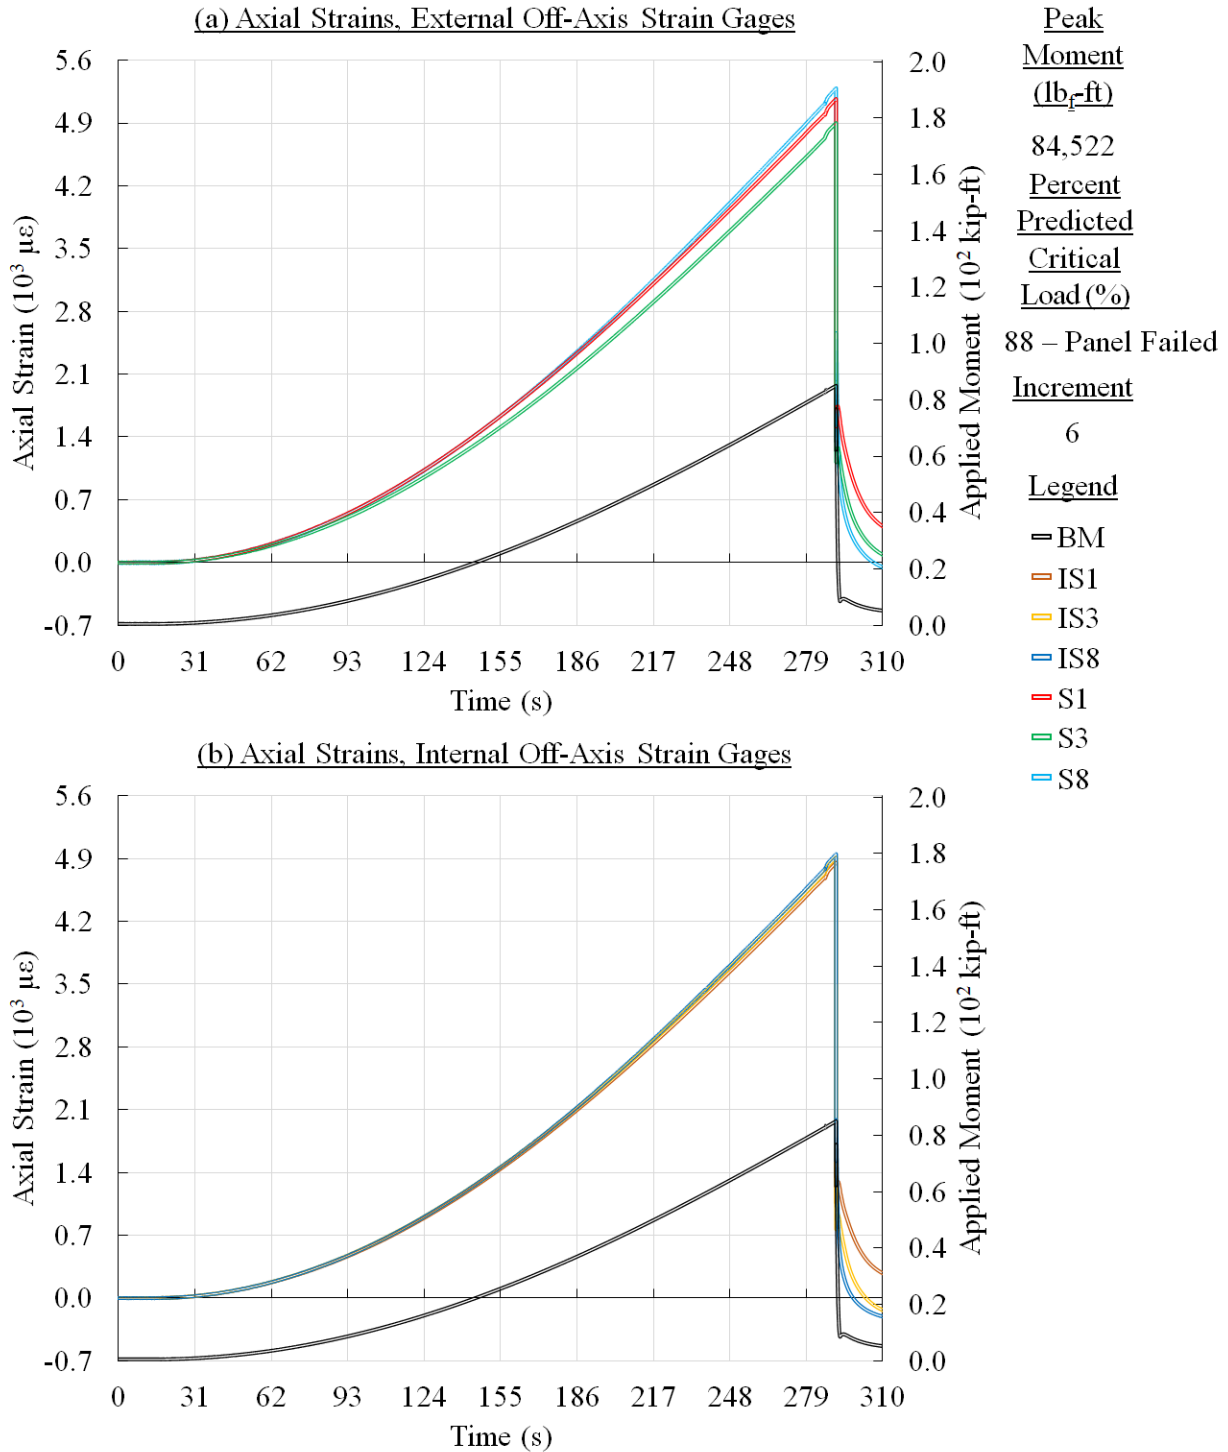 (a) Axial Strains, External Off-Axis Strain Gages
5.6
4.9
4.2
3.5
2.8
2.1
1.4
0.7
0.0
-0.7
Axial Strain (10³ με)
2.0
1.8
1.6
1.4
1.2
1.0
0.8
0.6
0.4
0.2
0.0
Applied Moment (10² kip-ft)
0 31 62 93 124 155 186 217 248 279 310
Time (s)
Peak
Moment
(lbf-ft)
84,522
Percent
Predicted
Critical
Load (%)
88 – Panel Failed
Increment
6
Legend
BM
IS1
IS3
IS8
S1
S3
S8
(b) Axial Strains, Internal Off-Axis Strain Gages
5.6
4.9
4.2
3.5
2.8
2.1
1.4
0.7
0.0
-0.7
Axial Strain (10³ με)
2.0
1.8
1.6
1.4
1.2
1.0
0.8
0.6
0.4
0.2
0.0
Applied Moment (10² kip-ft)
0 31 62 93 124 155 186 217 248 279 310
Time (s)